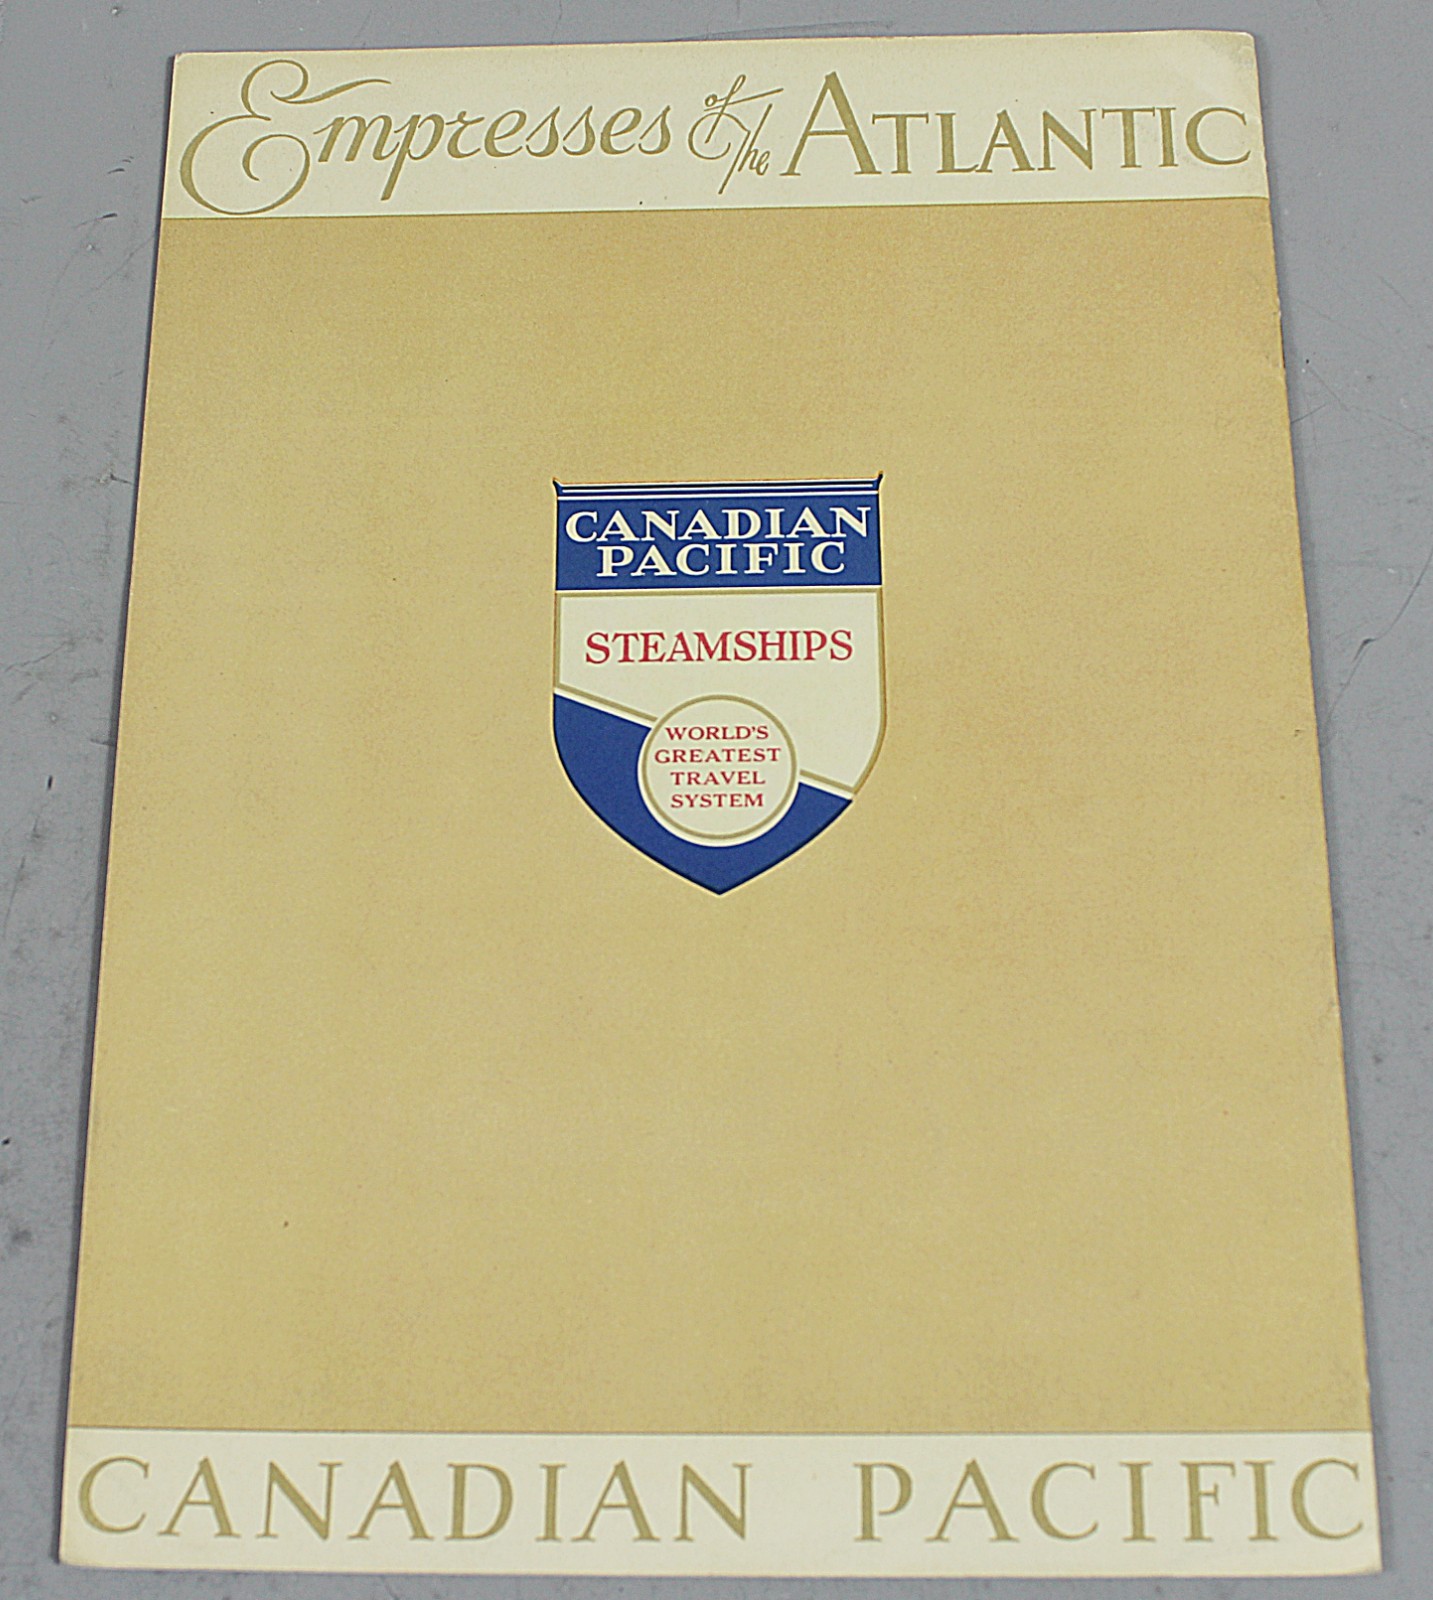 Empresses of The ATLANTIC
CANADIAN
PACIFIC
STEAMSHIPS
WORLD'S
GREATEST
TRAVEL
SYSTEM
CANADIAN PACIFIC